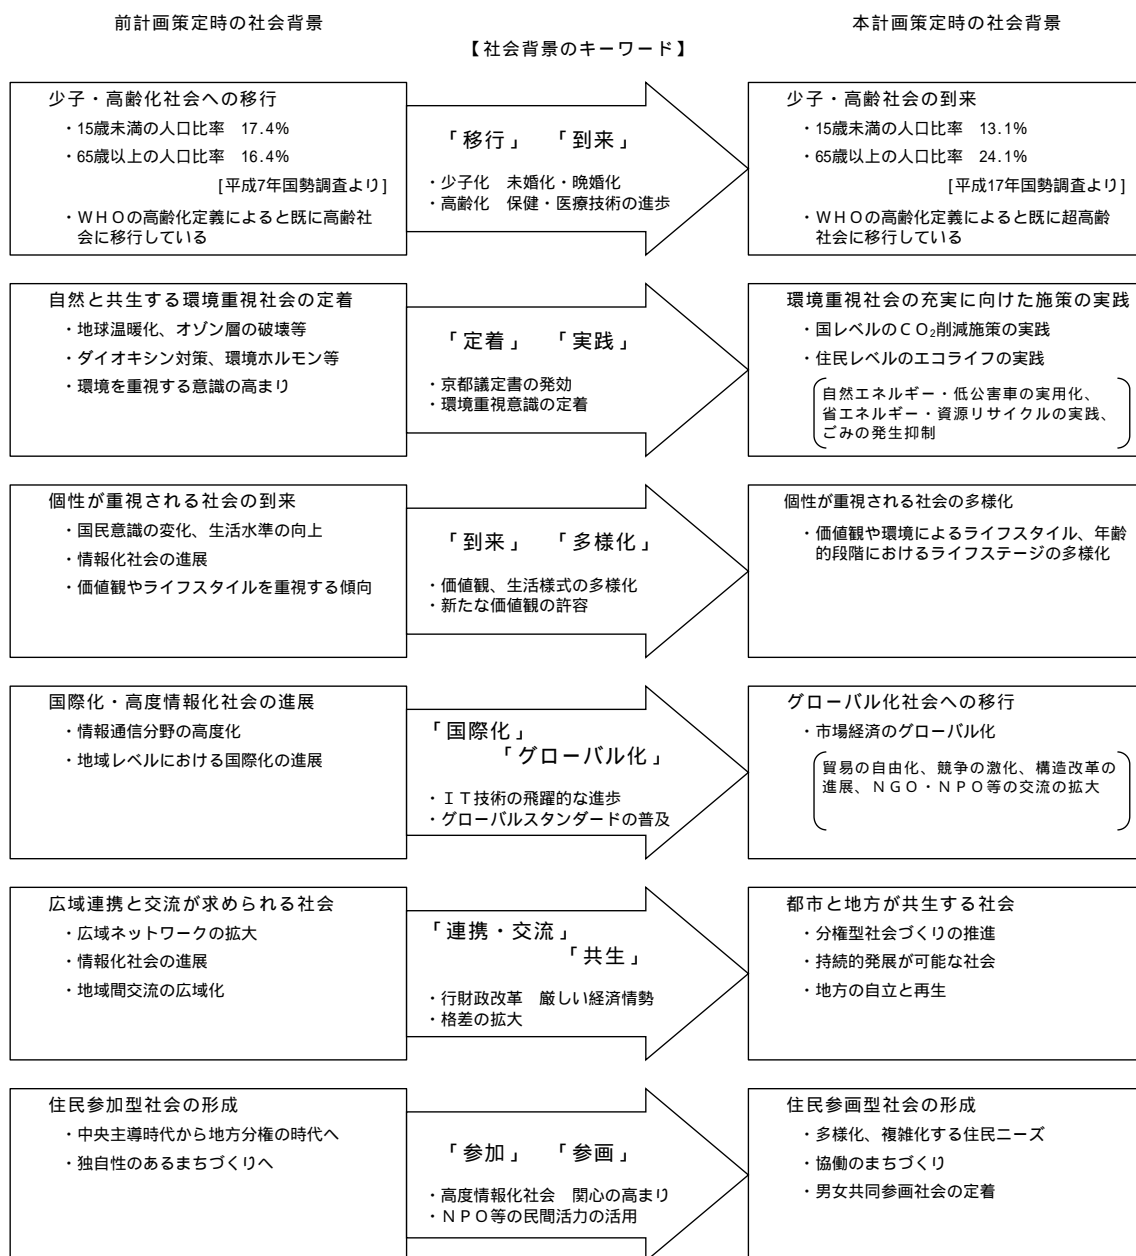 前計画策定時の社会背景
【社会背景のキーワード】
本計画策定時の社会背景
少子・高齢化社会への移行
・15歳未満の人口比率 17.4%
・65歳以上の人口比率 16.4%
[平成7年国勢調査より]
・WHOの高齢化定義によると既に高齢社
会に移行している
「移行」 「到来」
・少子化 未婚化・晩婚化
・高齢化 保健・医療技術の進歩
少子・高齢社会の到来
・15歳未満の人口比率 13.1%
・65歳以上の人口比率 24.1%
[平成17年国勢調査より]
・WHOの高齢化定義によると既に超高齢
社会に移行している
自然と共生する環境重視社会の定着
・地球温暖化、オゾン層の破壊等
・ダイオキシン対策、環境ホルモン等
・環境を重視する意識の高まり
「定着」 「実践」
・京都議定書の発効
・環境重視意識の定着
環境重視社会の充実に向けた施策の実践
・国レベルのCO₂削減施策の実践
・住民レベルのエコライフの実践
自然エネルギー・低公害車の実用化、
省エネルギー・資源リサイクルの実践、
ごみの発生抑制
個性が重視される社会の到来
・国民意識の変化、生活水準の向上
・情報化社会の進展
・価値観やライフスタイルを重視する傾向
「到来」 「多様化」
・価値観、生活様式の多様化
・新たな価値観の許容
個性が重視される社会の多様化
・価値観や環境によるライフスタイル、年齢
的段階におけるライフステージの多様化
国際化・高度情報化社会の進展
・情報通信分野の高度化
・地域レベルにおける国際化の進展
「国際化」
「グローバル化」
・IT技術の飛躍的な進歩
・グローバルスタンダードの普及
グローバル化社会への移行
・市場経済のグローバル化
貿易の自由化、競争の激化、構造改革の
進展、NGO・NPO等の交流の拡大
広域連携と交流が求められる社会
・広域ネットワークの拡大
・情報化社会の進展
・地域間交流の広域化
「連携・交流」
「共生」
・行財政改革 厳しい経済情勢
・格差の拡大
都市と地方が共生する社会
・分権型社会づくりの推進
・持続的発展が可能な社会
・地方の自立と再生
住民参加型社会の形成
・中央主導時代から地方分権の時代へ
・独自性のあるまちづくりへ
「参加」 「参画」
・高度情報化社会 関心の高まり
・NPO等の民間活力の活用
住民参画型社会の形成
・多様化、複雑化する住民ニーズ
・協働のまちづくり
・男女共同参画社会の定着